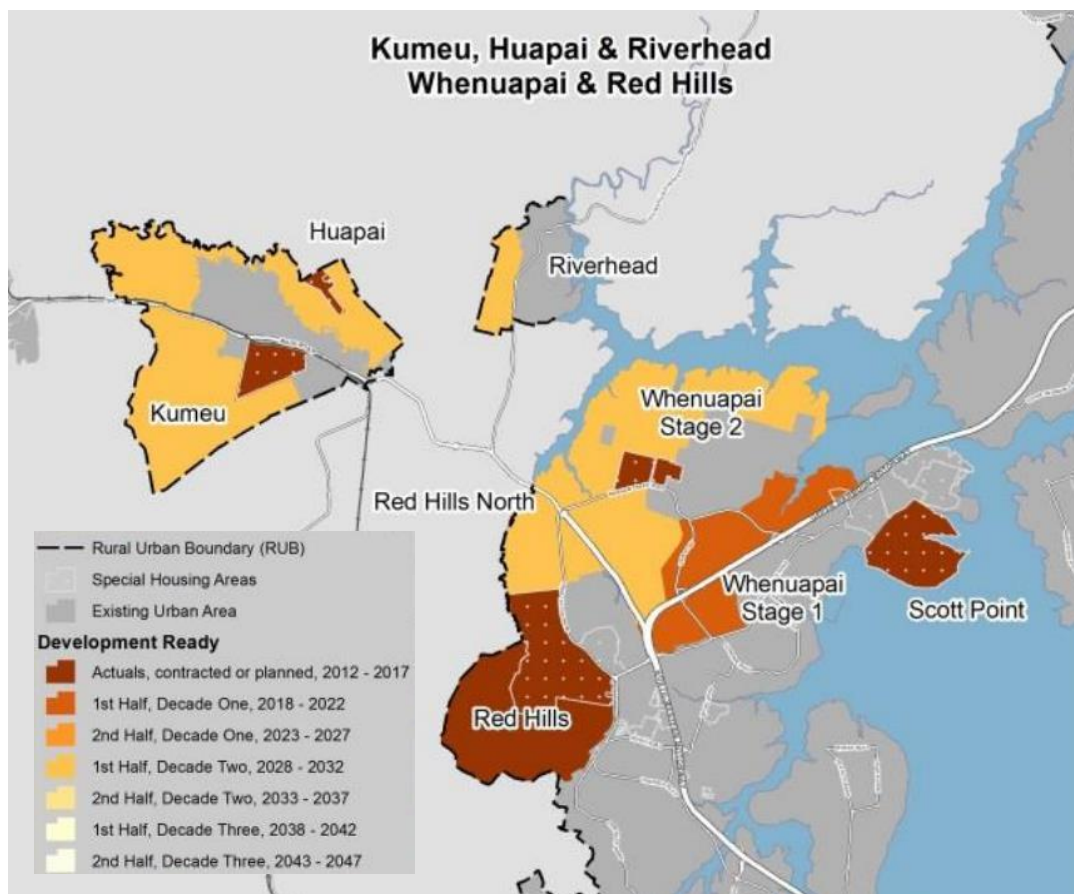 Kumeu, Huapai & Riverhead
Whenuapai & Red Hills
Huapai
Riverhead
Kumeu
Whenuapai
Stage 2
Red Hills North
Whenuapai
Stage 1
Scott Point
Red Hills
Rural Urban Boundary (RUB)
Special Housing Areas
Existing Urban Area
Development Ready
Actuals, contracted or planned, 2012 - 2017
1st Half, Decade One, 2018 - 2022
2nd Half, Decade One, 2023 - 2027
1st Half, Decade Two, 2028 - 2032
2nd Half, Decade Two, 2033 - 2037
1st Half, Decade Three, 2038 - 2042
2nd Half, Decade Three, 2043 - 2047